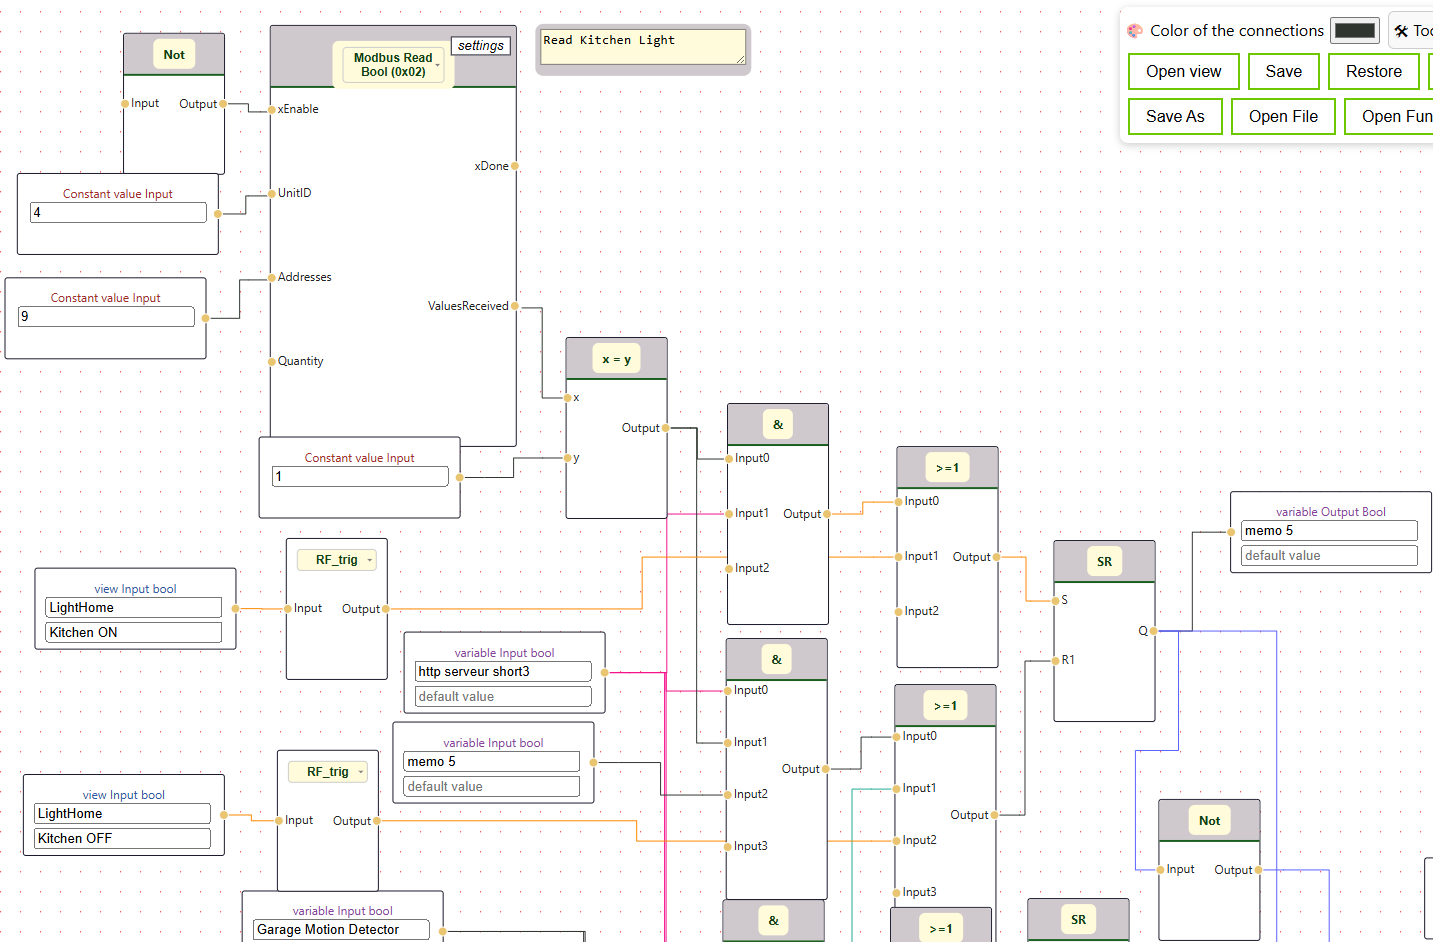 Not
Input
Output
Modbus Read
Bool (0x02)
settings
xEnable
xDone
UnitID
Addresses
ValuesReceived
Quantity
Read Kitchen Light
Color of the connections
Open view
Save
Restore
Save As
Open File
Constant value Input
4
Constant value Input
9
Constant value Input
1
x = y
x
Output
y
&
Input0
Input1
Output
Input2
>=1
Input0
Input1
Output
Input2
SR
S
Q
R1
variable Output Bool
memo 5
default value
view Input bool
LightHome
Kitchen ON
RF_trig
Input
Output
variable Input bool
http serveur short3
default value
variable Input bool
memo 5
default value
&
Input0
Input1
Output
Input2
Input3
>=1
Input0
Input1
Output
Input2
Input3
view Input bool
LightHome
Kitchen OFF
RF_trig
Input
Output
Not
Input
Output
variable Input bool
Garage Motion Detector
&
>=1
SR